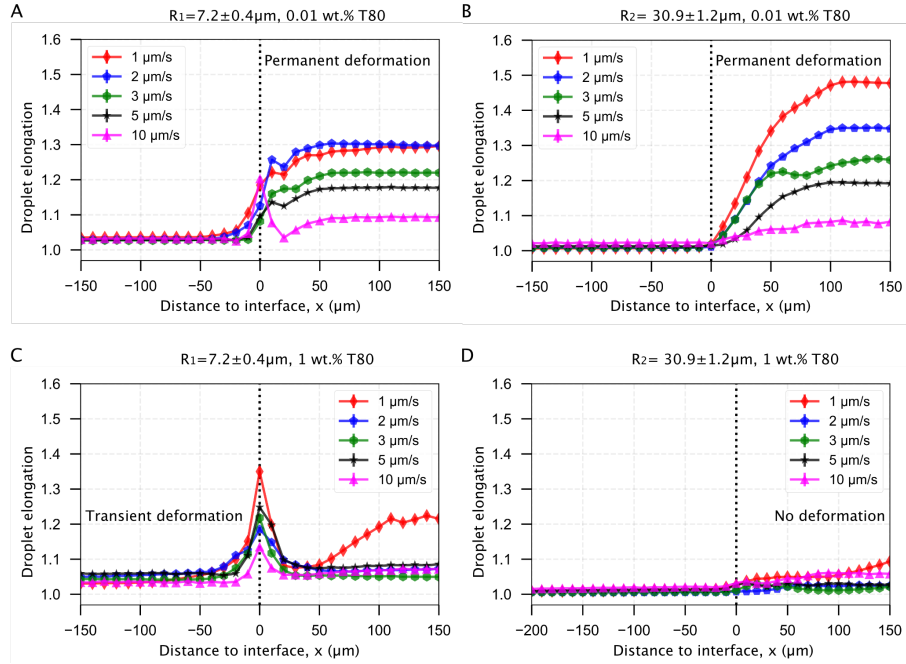 A
R1=7.2±0.4μm, 0.01 wt.% T80
1 μm/s
2 μm/s
3 μm/s
5 μm/s
10 μm/s
Permanent deformation
Droplet elongation
1.6
1.5
1.4
1.3
1.2
1.1
1.0
−150
−100
−50
0
50
100
150
Distance to interface, x (μm)
B
R2= 30.9±1.2μm, 0.01 wt.% T80
1 μm/s
2 μm/s
3 μm/s
5 μm/s
10 μm/s
Permanent deformation
Droplet elongation
1.6
1.5
1.4
1.3
1.2
1.1
1.0
−150
−100
−50
0
50
100
150
Distance to interface, x (μm)
C
R1=7.2±0.4μm, 1 wt.% T80
1 μm/s
2 μm/s
3 μm/s
5 μm/s
10 μm/s
Transient deformation
Droplet elongation
1.6
1.5
1.4
1.3
1.2
1.1
1.0
−150
−100
−50
0
50
100
150
Distance to interface, x (μm)
D
R2= 30.9±1.2μm, 1 wt.% T80
1 μm/s
2 μm/s
3 μm/s
5 μm/s
10 μm/s
No deformation
Droplet elongation
1.6
1.5
1.4
1.3
1.2
1.1
1.0
−200
−150
−100
−50
0
50
100
150
Distance to interface, x (μm)